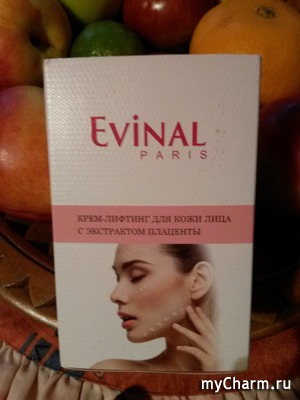 EViNAL
PARIS
КРЕМ-ЛИФТИНГ ДЛЯ КОЖИ ЛИЦА
С ЭКСТРАКТОМ ПЛАЦЕНТЫ
myCharm.ru